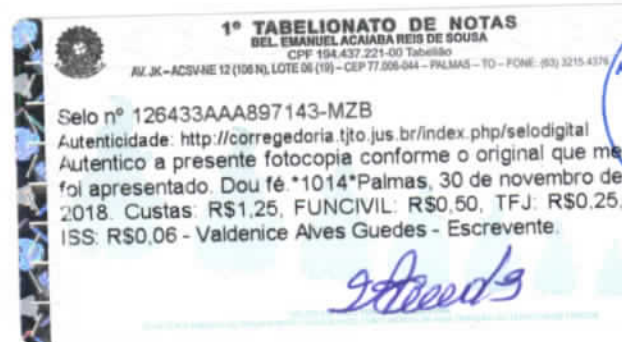 1º TABELIONATO DE NOTAS
BEL. EMANUEL ACAIABA REIS DE SOUSA
CPF 194.437.221-00 Tabelião
AV. JK - ACSV-NE 12 (106 N), LOTE 06 (19) - CEP 77.006-044 - PALMAS - TO - FONE: (63) 3215-4376
Selo nº 126433AAA897143-MZB
Autenticidade: http://corregedoria.tjto.jus.br/index.php/selodigital
Autentico a presente fotocopia conforme o original que me
foi apresentado. Dou fé.*1014*Palmas, 30 de novembro de
2018. Custas: R$1,25, FUNCIVIL: R$0,50, TFJ: R$0,25,
ISS: R$0,06 - Valdenice Alves Guedes - Escrevente.